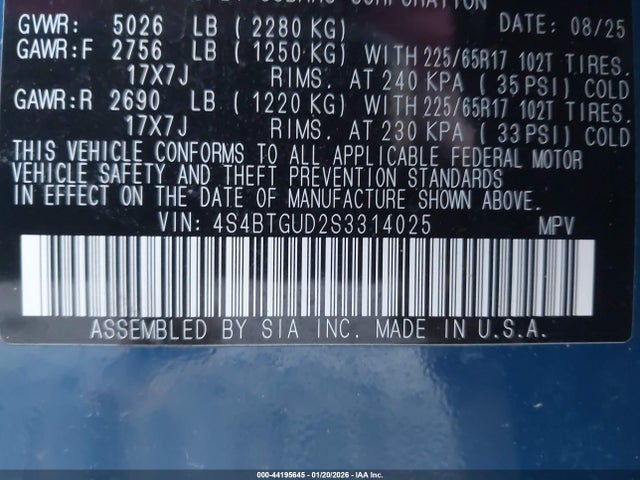 CORPORATION
GVWR: 5026 LB ( 2280 KG) DATE: 08/25
GAWR:F 2756 LB ( 1250 KG) WITH 225/65R17 102T TIRES.
17X7J RIMS. AT 240 KPA ( 35 PSI) COLD
GAWR:R 2690 LB ( 1220 KG) WITH 225/65R17 102T TIRES.
17X7J RIMS. AT 230 KPA ( 33 PSI) COLD
THIS VEHICLE CONFORMS TO ALL APPLICABLE FEDERAL MOTOR
VEHICLE SAFETY AND THEFT PREVENTION STANDARDS
IN EFFECT ON THE DATE OF MANUFACTURE SHOWN ABOVE.
VIN: 4S4BTGUD2S3314025 MPV
ASSEMBLED BY SIA INC. MADE IN U.S.A.
000-44195645 - 01/20/2026 - IAA Inc.